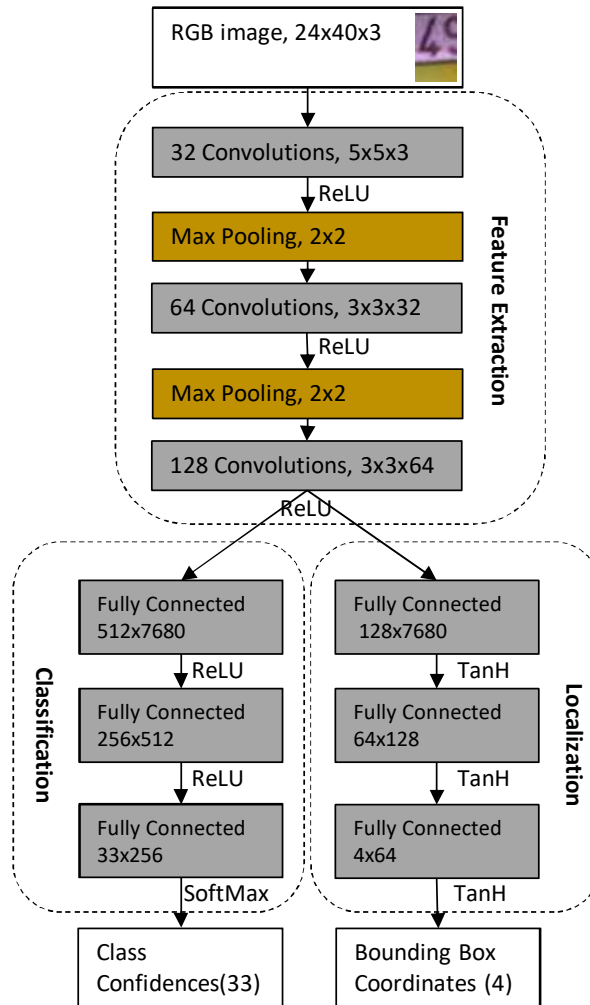 RGB image, 24x40x3
49
32 Convolutions, 5x5x3
ReLU
Max Pooling, 2x2
64 Convolutions, 3x3x32
ReLU
Max Pooling, 2x2
128 Convolutions, 3x3x64
ReLU
Feature Extraction
Fully Connected
512x7680
ReLU
Fully Connected
256x512
ReLU
Fully Connected
33x256
SoftMax
Classification
Class
Confidences(33)
Fully Connected
128x7680
TanH
Fully Connected
64x128
TanH
Fully Connected
4x64
TanH
Localization
Bounding Box
Coordinates (4)